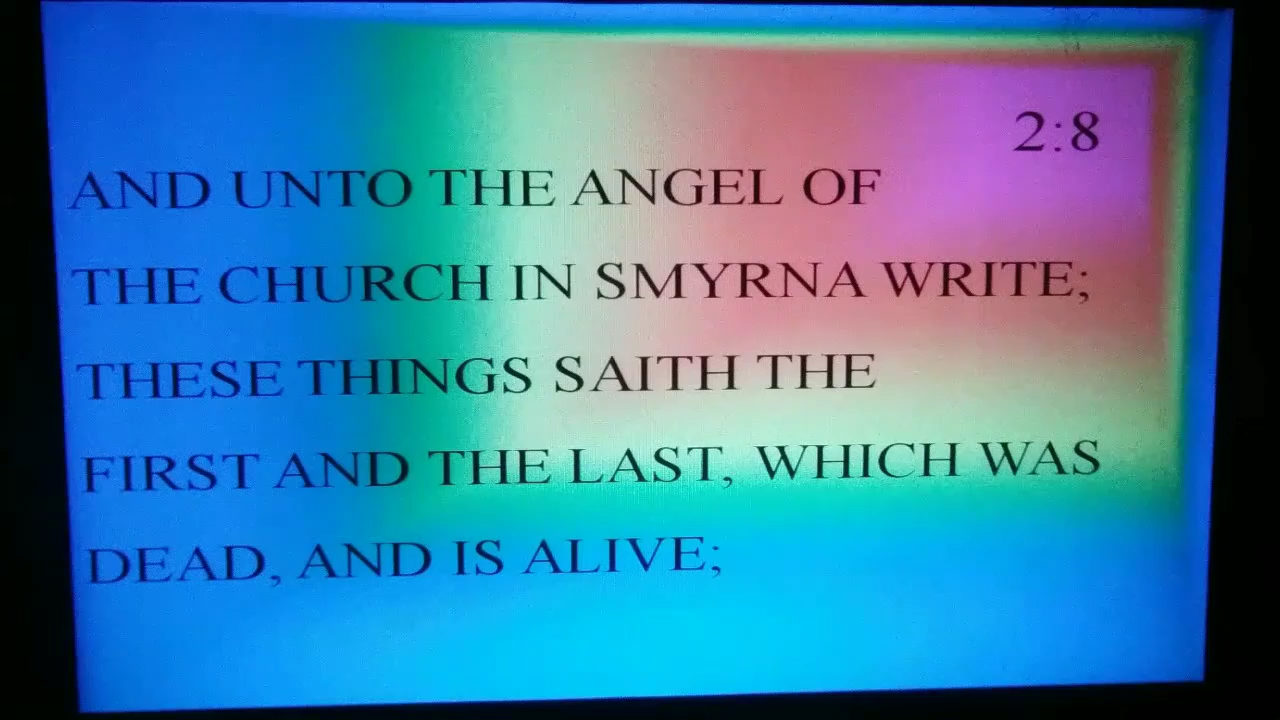 2:8
AND UNTO THE ANGEL OF
THE CHURCH IN SMYRNA WRITE;
THESE THINGS SAITH THE
FIRST AND THE LAST, WHICH WAS
DEAD, AND IS ALIVE;